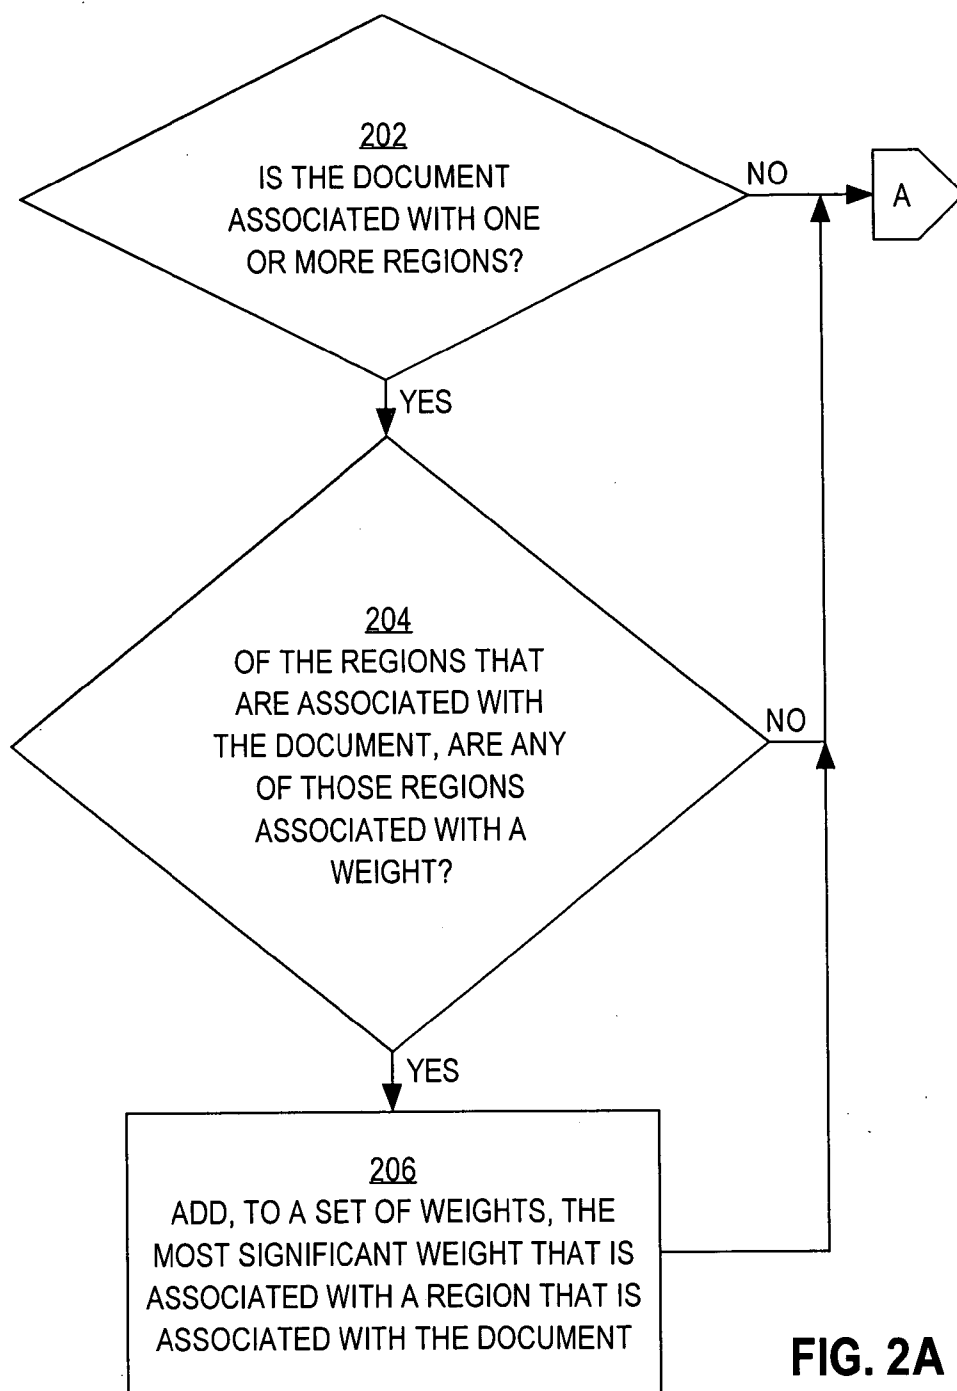 202
IS THE DOCUMENT
ASSOCIATED WITH ONE
OR MORE REGIONS?
NO
A
YES
204
OF THE REGIONS THAT
ARE ASSOCIATED WITH
THE DOCUMENT, ARE ANY
OF THOSE REGIONS
ASSOCIATED WITH A
WEIGHT?
NO
YES
206
ADD, TO A SET OF WEIGHTS, THE
MOST SIGNIFICANT WEIGHT THAT IS
ASSOCIATED WITH A REGION THAT IS
ASSOCIATED WITH THE DOCUMENT
FIG. 2A